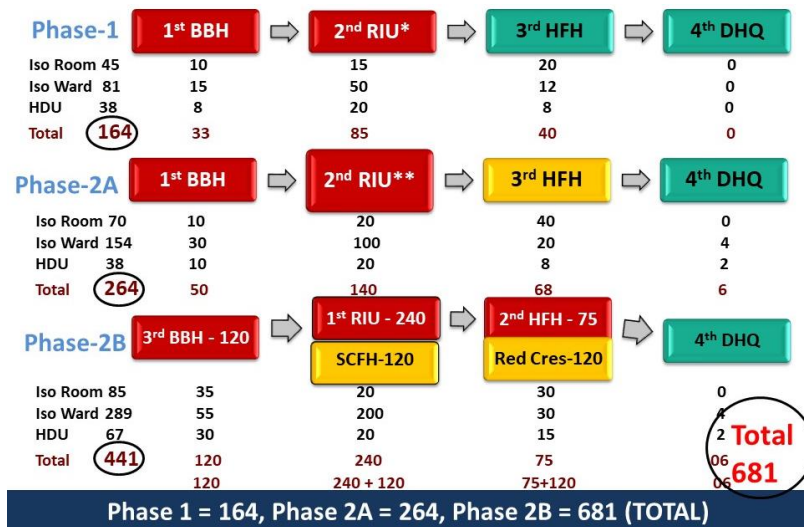 Phase-1 1st BBH 2nd RIU* 3rd HFH 4th DHQ
Iso Room 45 10 15 20 0
Iso Ward 81 15 50 12 0
HDU 38 8 20 8 0
Total 164 33 85 40 0
Phase-2A 1st BBH 2nd RIU** 3rd HFH 4th DHQ
Iso Room 70 10 20 40 0
Iso Ward 154 30 100 20 4
HDU 38 10 20 8 2
Total 264 50 140 68 6
Phase-2B 3rd BBH - 120 1st RIU - 240 2nd HFH - 75 4th DHQ
SCFH-120 Red Cres-120
Iso Room 85 35 20 30 0
Iso Ward 289 55 200 30 4
HDU 67 30 20 15 2
Total 441 120 240 75 06
120 240 + 120 75+120 06
Total
681
Phase 1 = 164, Phase 2A = 264, Phase 2B = 681 (TOTAL)